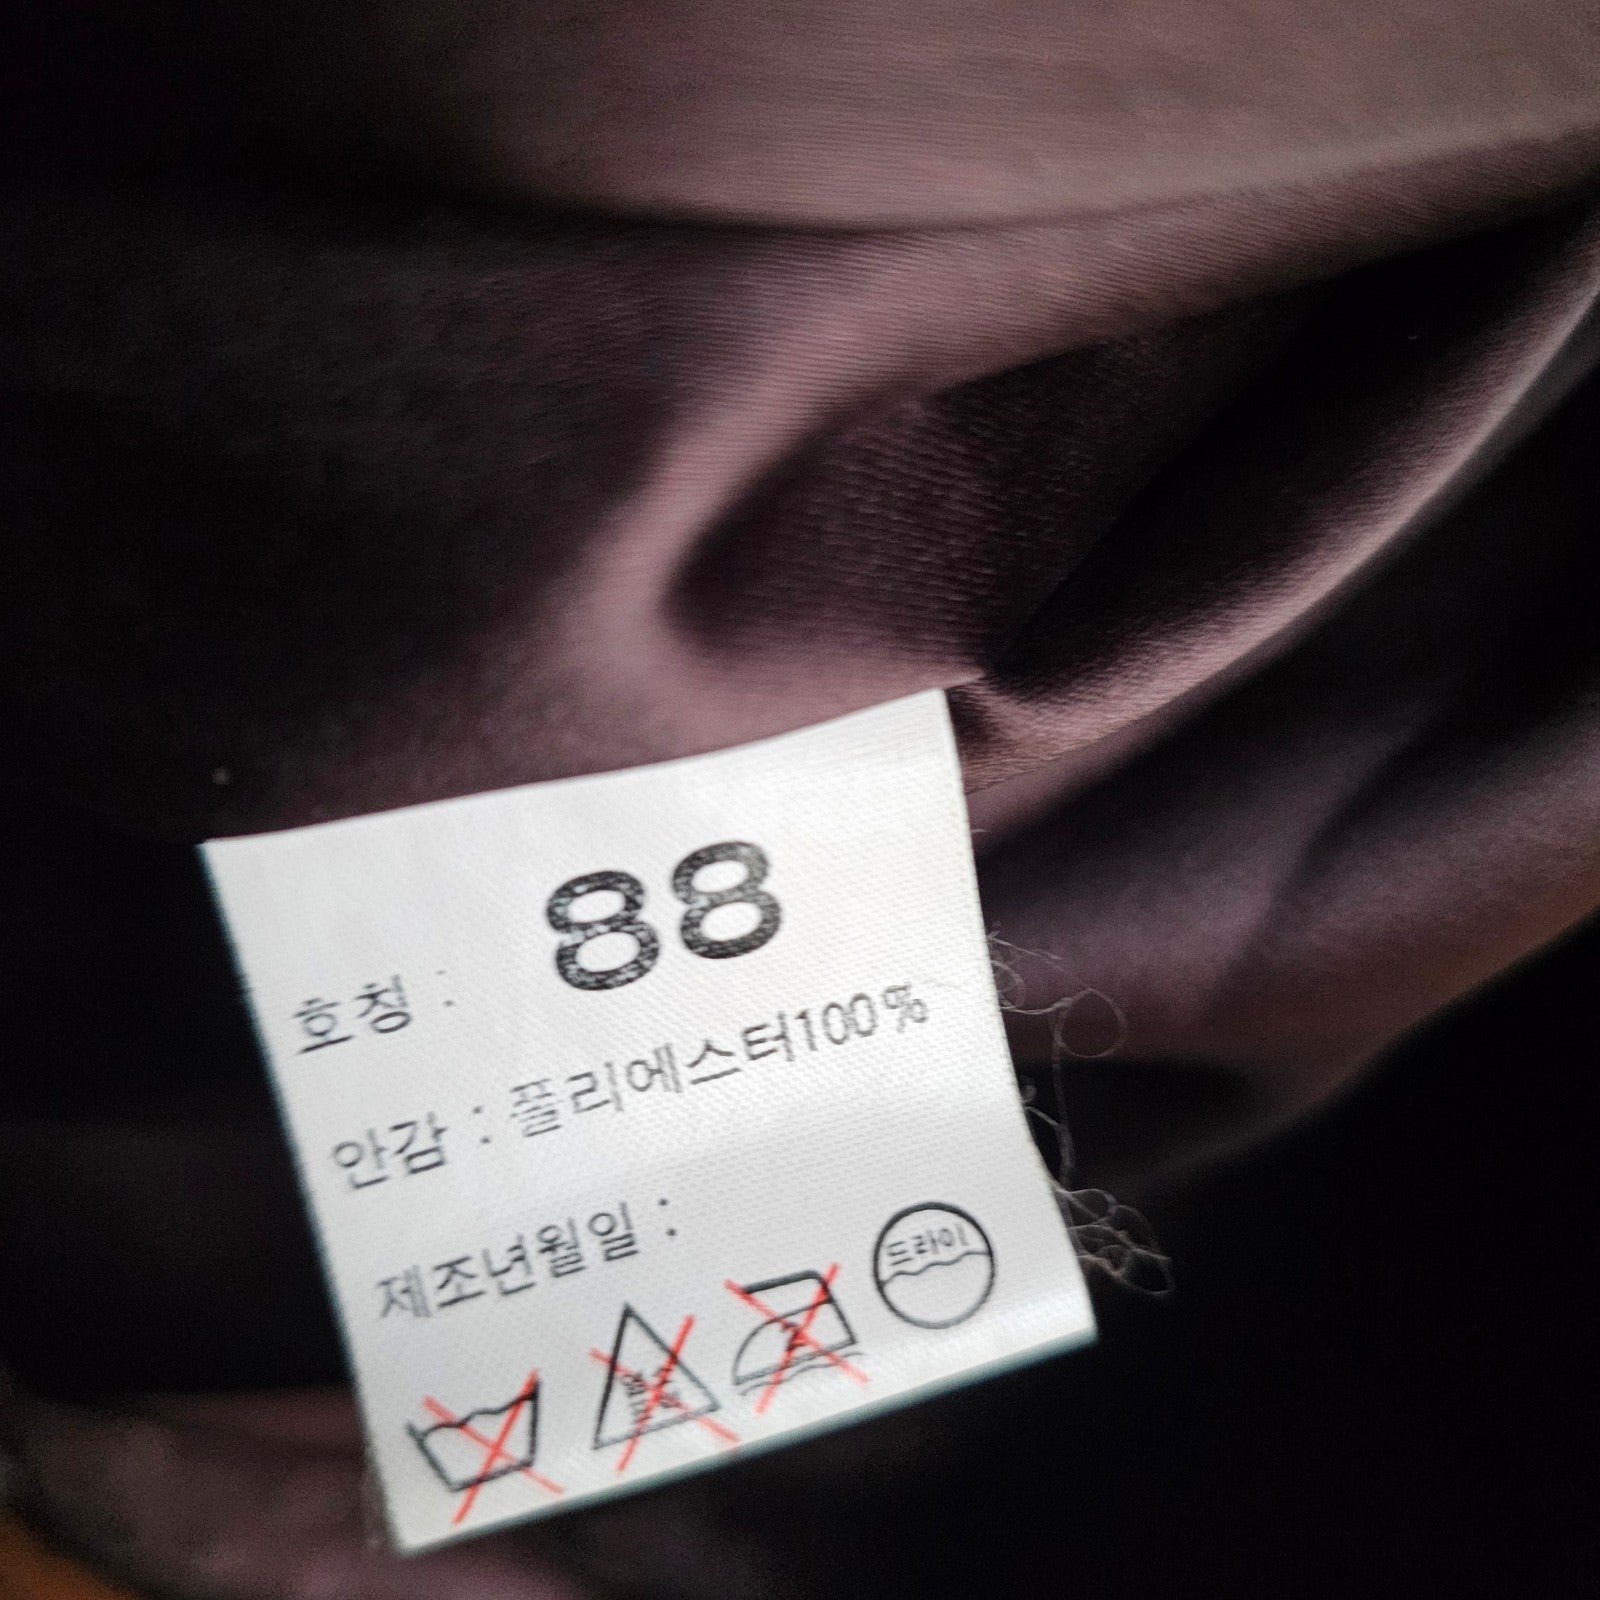 호칭 : 88
안감 : 폴리에스터100%
제조년월일 :
드라이